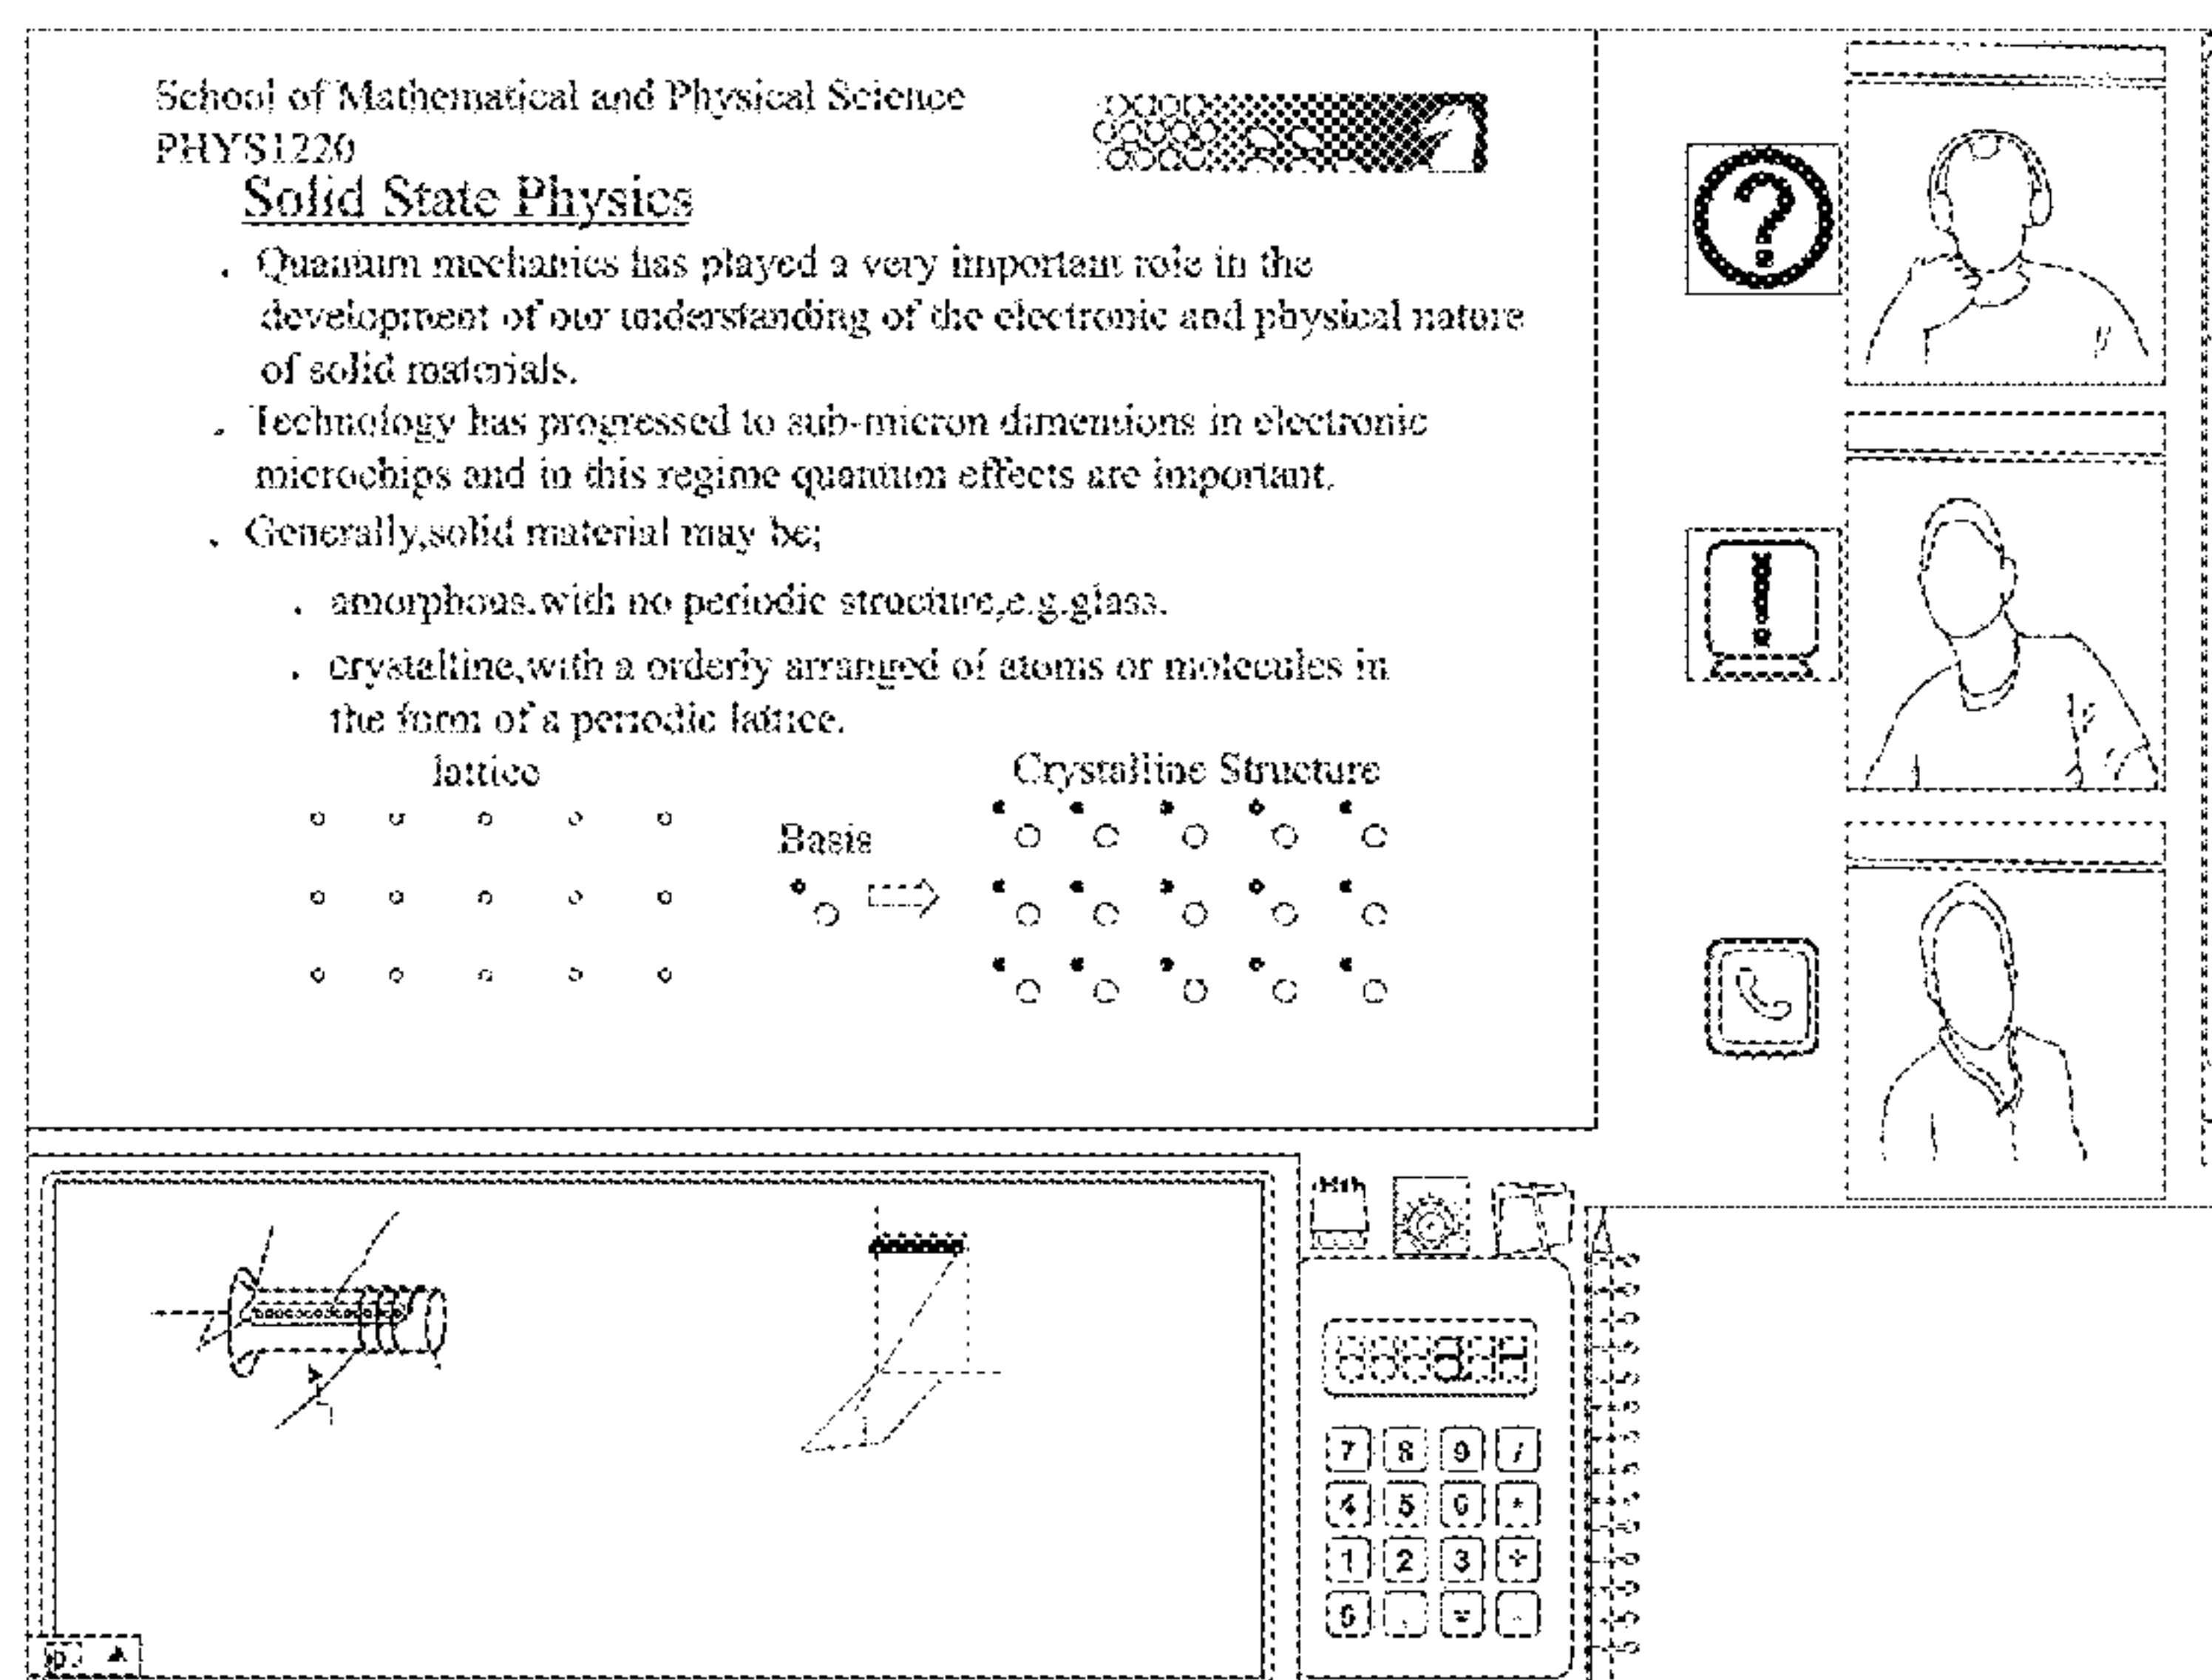 School of Mathematical and Physical Science
PHYS1220
Solid State Physics
. Quantum mechanics has played a very important role in the
development of our understanding of the electronic and physical nature
of solid materials.
. Technology has progressed to sub-micron dimensions in electronic
microchips and in this regime quantum effects are important.
. Generally,solid material may be;
. amorphous.with no periodic structure,e.g.glass.
. crystalline,with a orderly arranged of atoms or molecules in
the form of a periodic lattice.
lattice
Crystalline Structure
Basis
?
!
7 8 9 /
4 5 6 *
1 2 3 +
0 . = -